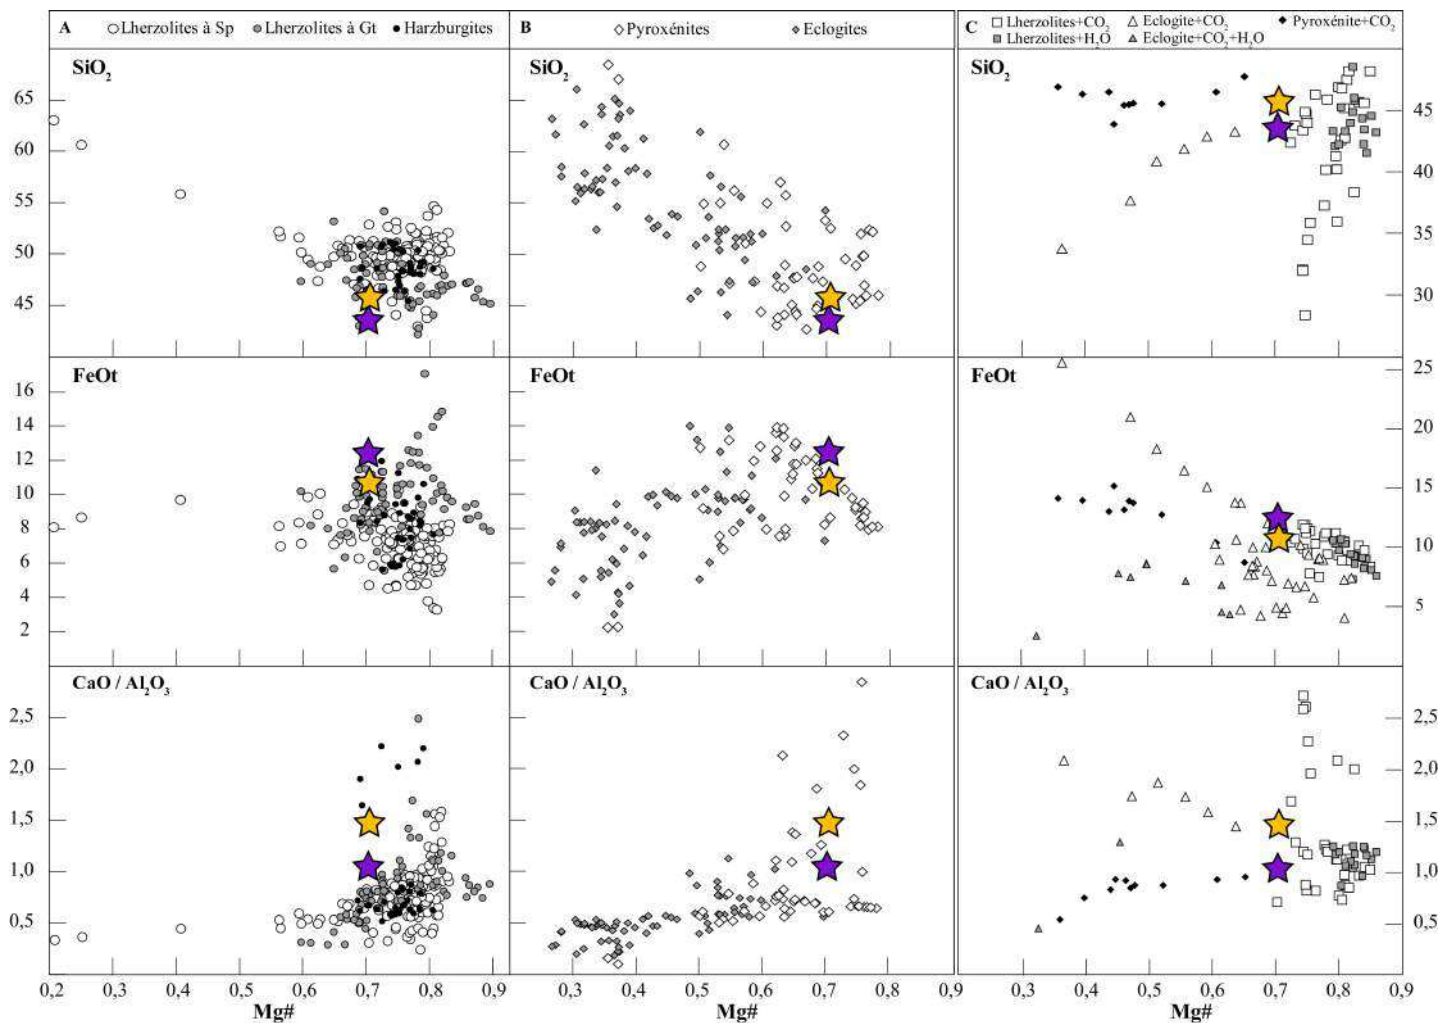 A Lherzolites à Sp Lherzolites à Gt Harzburgites
B Pyroxénites Eclogites
C Lherzolites+CO₂ Eclogite+CO₂ Pyroxénite+CO₂
Lherzolites+H₂O Eclogite+CO₂+H₂O
SiO₂ SiO₂ SiO₂
65
60
55
50
45
45
40
35
30
FeOt FeOt FeOt
16
14
12
10
8
6
4
2
25
20
15
10
5
CaO / Al₂O₃ CaO / Al₂O₃ CaO / Al₂O₃
2,5
2,0
1,5
1,0
0,5
2,5
2,0
1,5
1,0
0,5
0,2 0,3 0,4 0,5 0,6 0,7 0,8 0,9
0,3 0,4 0,5 0,6 0,7 0,8 0,9
0,3 0,4 0,5 0,6 0,7 0,8 0,9
Mg# Mg# Mg#